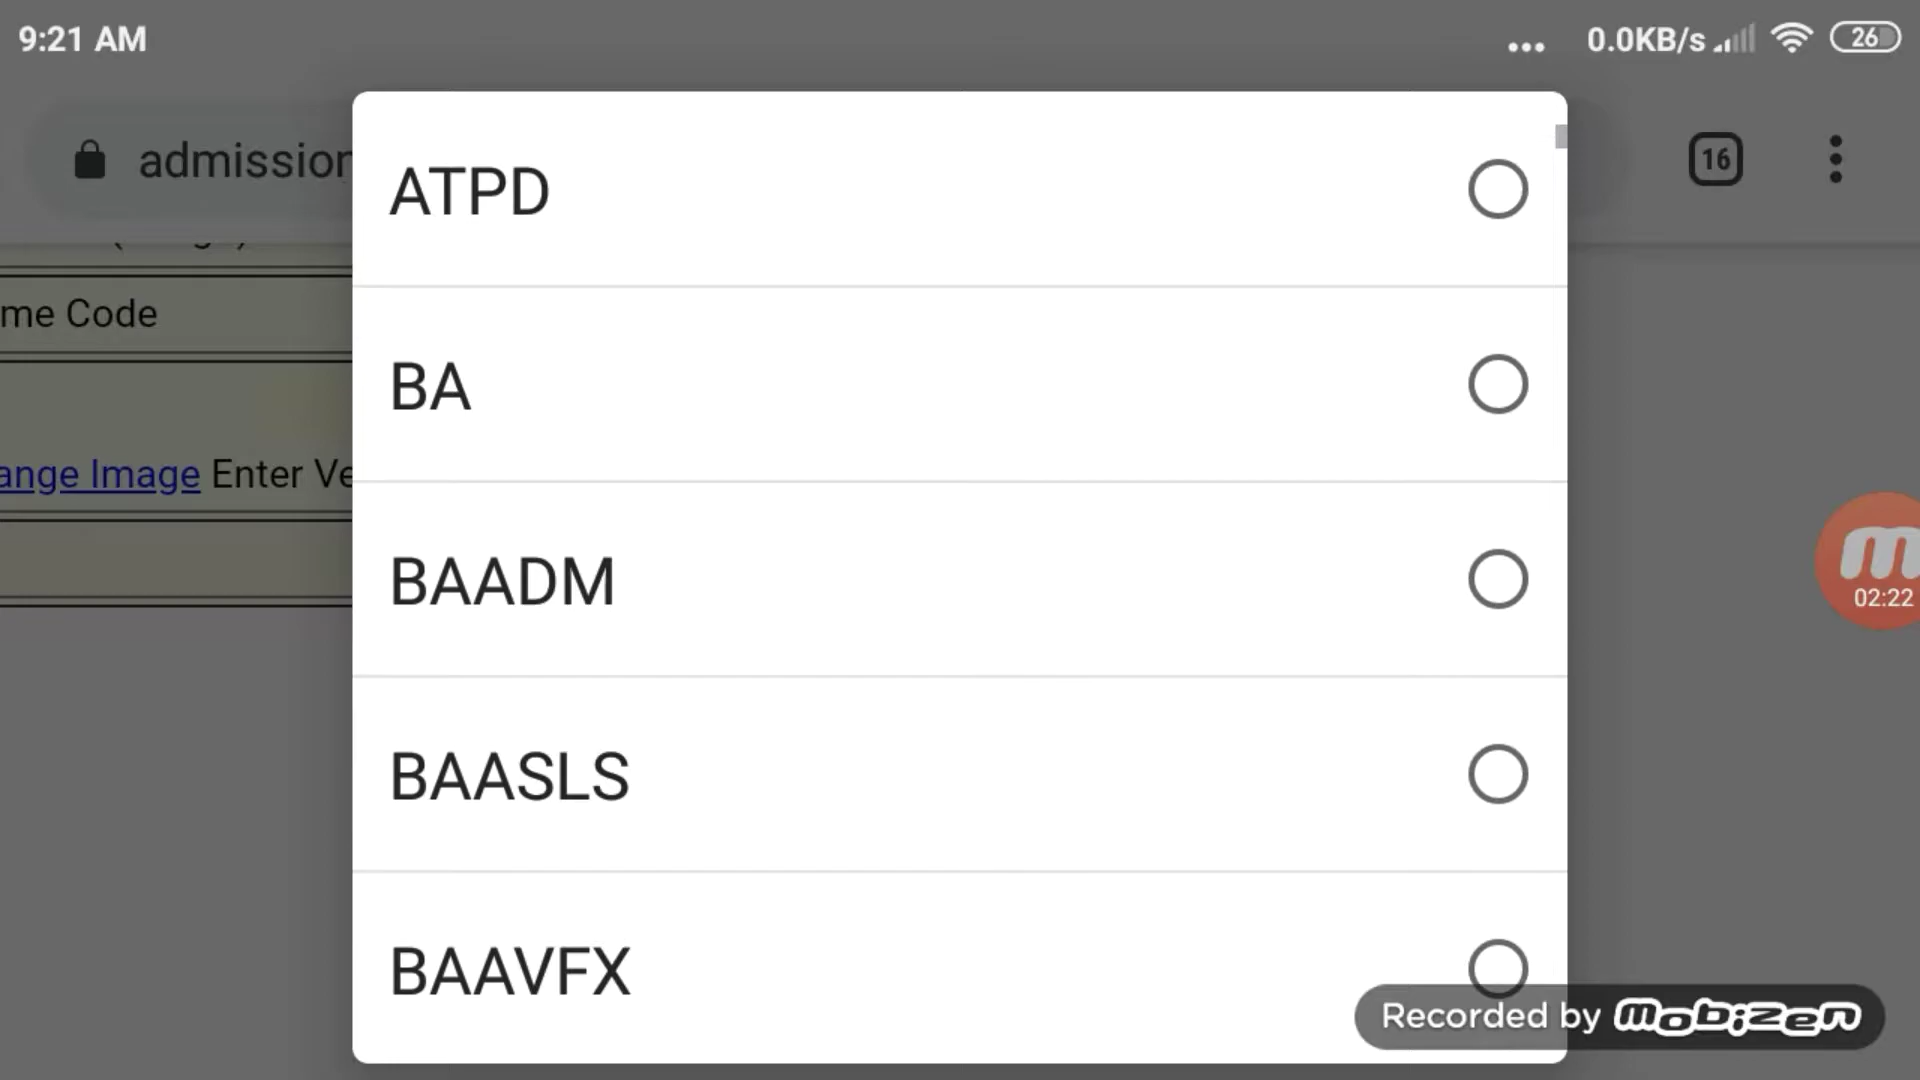 9:21 AM
... 0.0KB/s 26
admission
16
ATPD
me Code
BA
ange Image Enter Ve
BAADM
02:22
BAASLS
BAAVFX
Recorded by mobizen